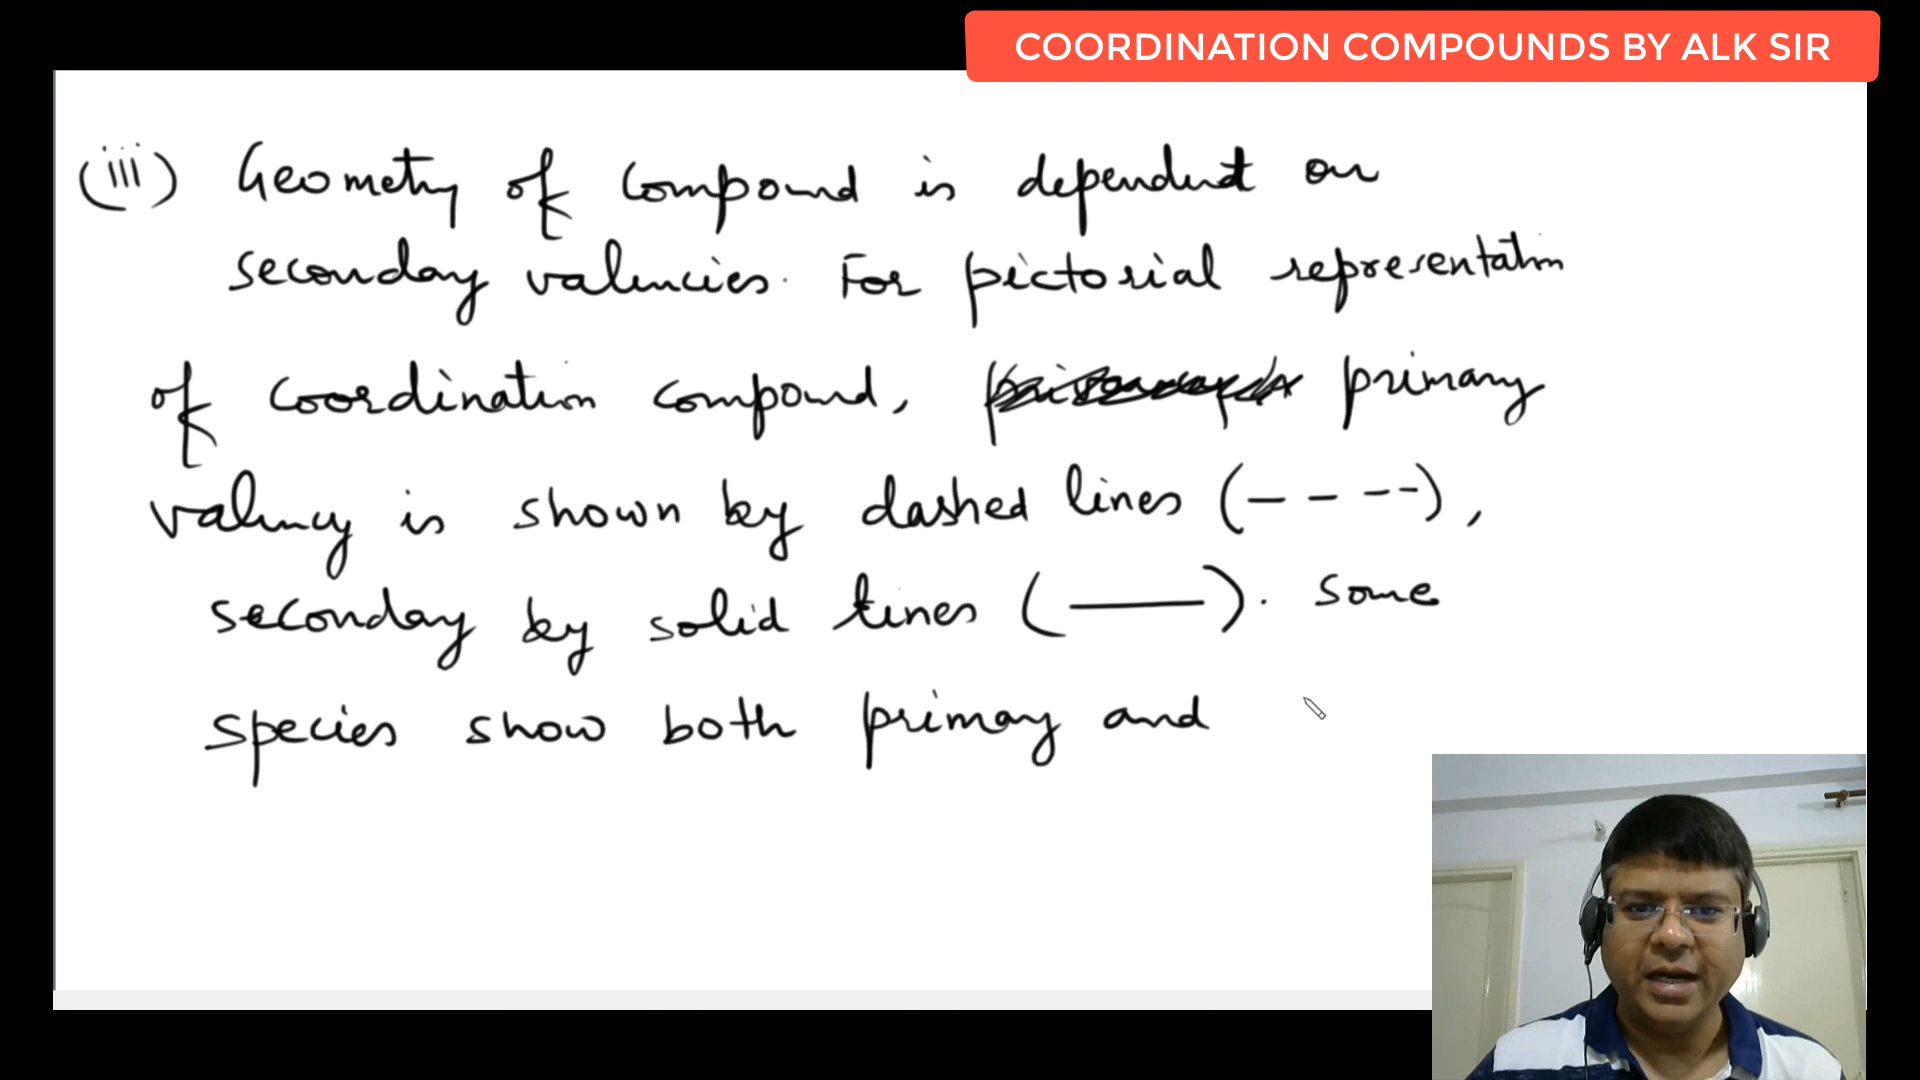 COORDINATION COMPOUNDS BY ALK SIR
(iii) Geometry of compound is dependent on
secondary valencies. For pictorial representation
of coordination compound, primary
valency is shown by dashed lines (----),
secondary by solid lines (——). Some
species show both primary and